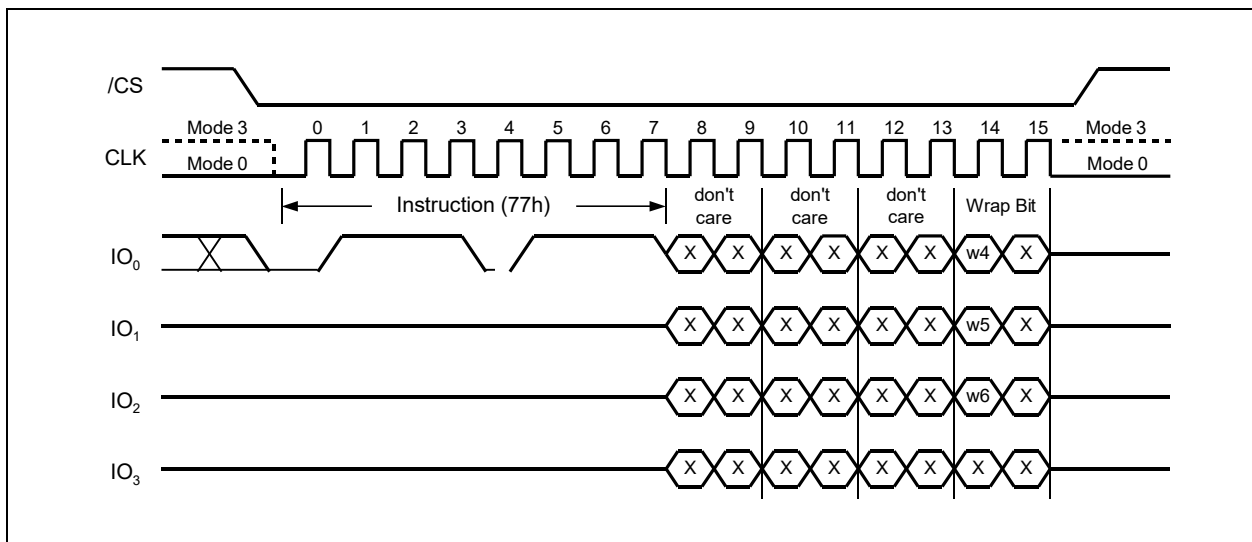 /CS
Mode 3 0 1 2 3 4 5 6 7 8 9 10 11 12 13 14 15 Mode 3
CLK
Mode 0 Mode 0
Instruction (77h) don't care don't care don't care Wrap Bit
IO0 X X X X X X w4 X
IO1 X X X X X X w5 X
IO2 X X X X X X w6 X
IO3 X X X X X X X X